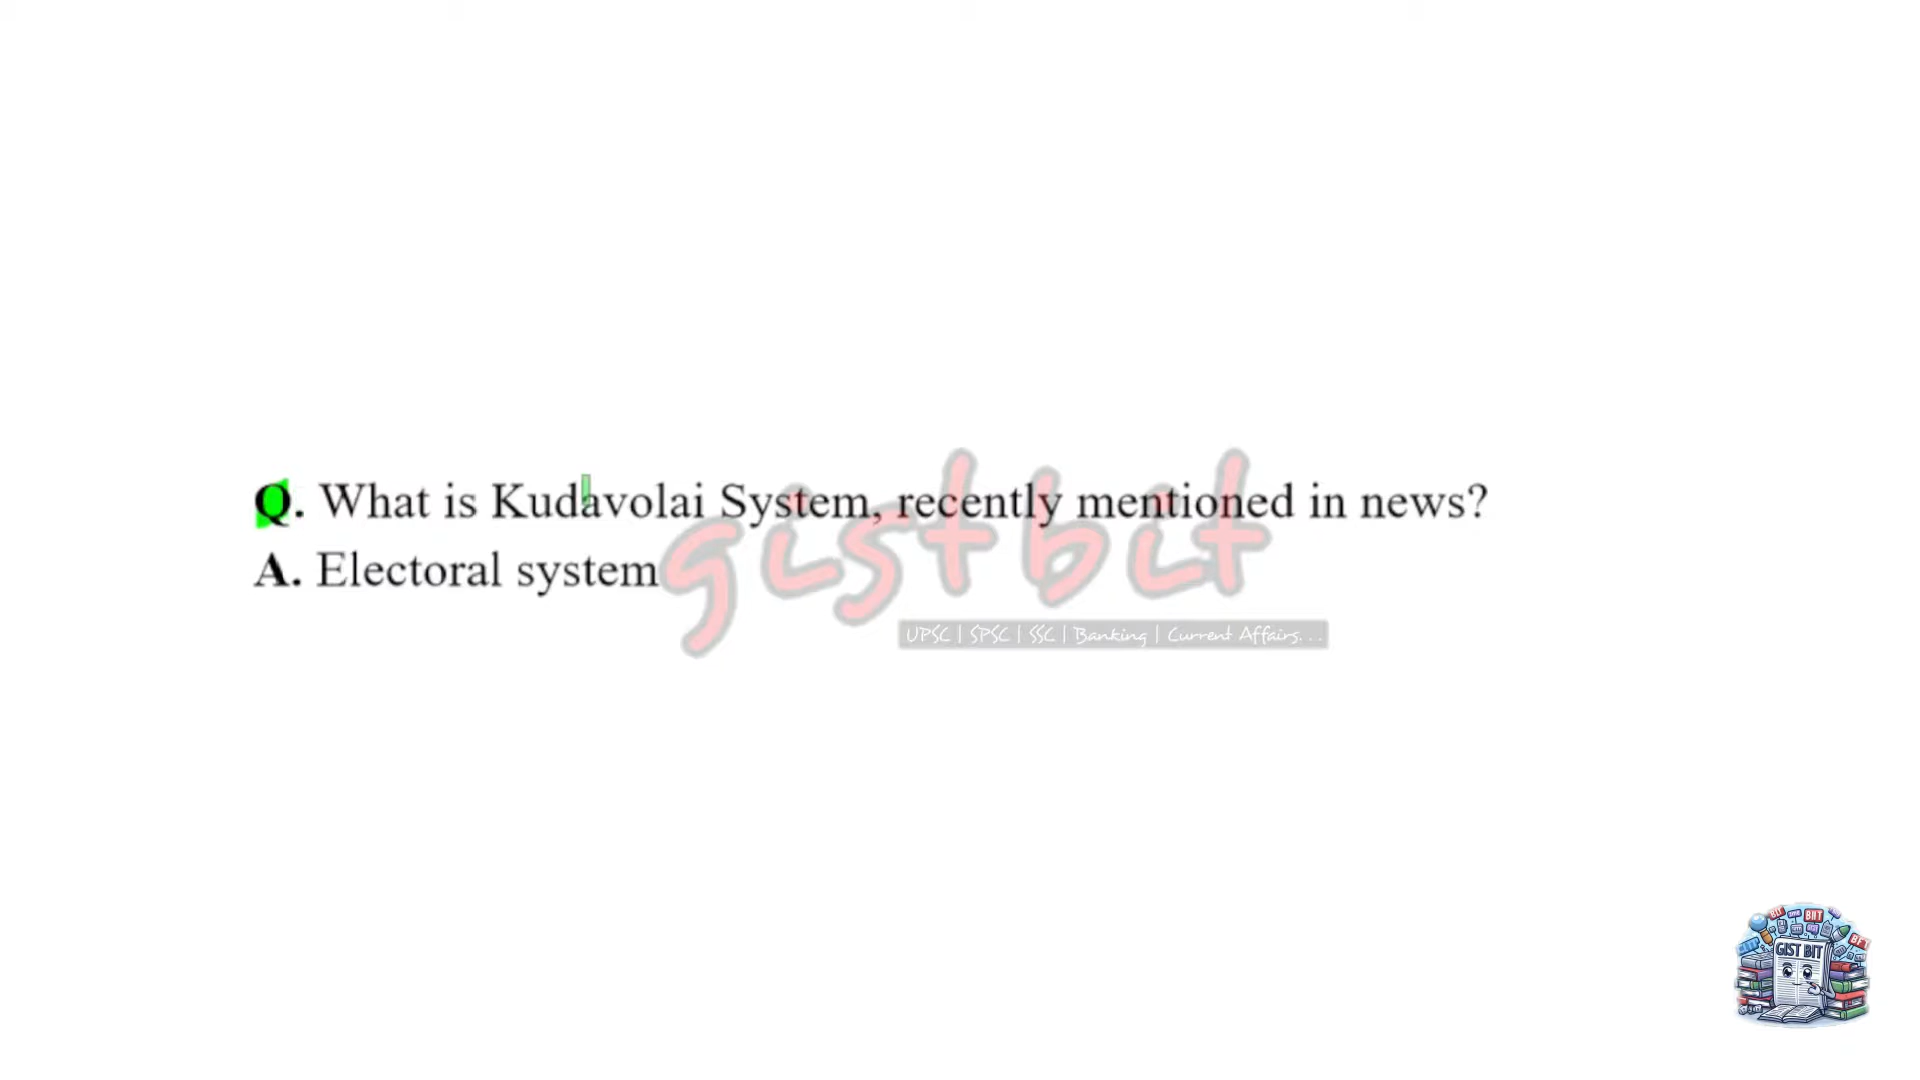 Q. What is Kudavolai System, recently mentioned in news?
A. Electoral system
gistbit
UPSC | SPSC | SSC | Banking | Current Affairs...
GIST BIT